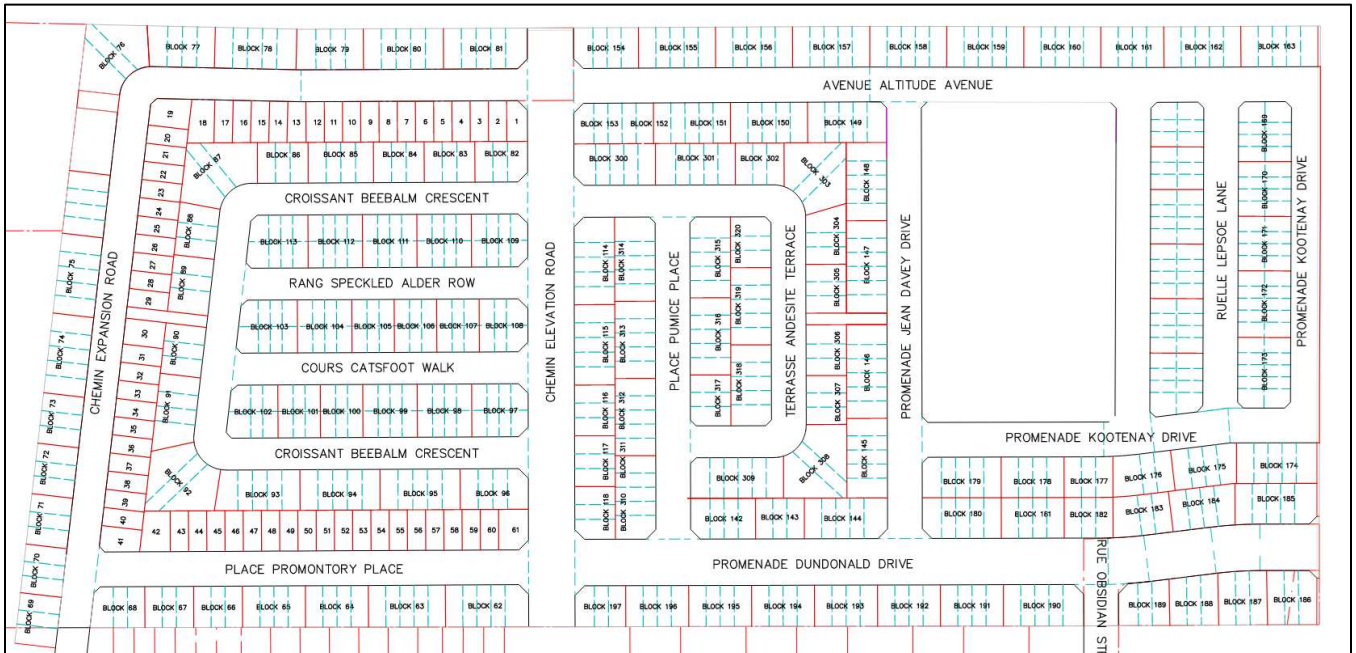 BLOCK 76
BLOCK 77
BLOCK 78
BLOCK 79
BLOCK 80
BLOCK 81
BLOCK 154
BLOCK 155
BLOCK 156
BLOCK 157
BLOCK 158
BLOCK 159
BLOCK 160
BLOCK 161
BLOCK 162
BLOCK 163
AVENUE ALTITUDE AVENUE
19
20
21
22
23
24
25
26
27
28
29
30
31
32
33
34
35
36
37
38
39
40
41
18
17
16
15
14
13
12
11
10
9
8
7
6
5
4
3
2
1
BLOCK 153
BLOCK 152
BLOCK 151
BLOCK 150
BLOCK 149
BLOCK 87
BLOCK 86
BLOCK 85
BLOCK 84
BLOCK 83
BLOCK 82
BLOCK 300
BLOCK 301
BLOCK 302
BLOCK 303
BLOCK 148
BLOCK 169
BLOCK 170
BLOCK 171
BLOCK 172
BLOCK 173
CROISSANT BEEBALM CRESCENT
BLOCK 88
BLOCK 89
BLOCK 90
BLOCK 91
BLOCK 92
BLOCK 113
BLOCK 112
BLOCK 111
BLOCK 110
BLOCK 109
RANG SPECKLED ALDER ROW
BLOCK 103
BLOCK 104
BLOCK 105
BLOCK 106
BLOCK 107
BLOCK 108
COURS CATSFOOT WALK
BLOCK 102
BLOCK 101
BLOCK 100
BLOCK 99
BLOCK 98
BLOCK 97
CROISSANT BEEBALM CRESCENT
BLOCK 93
BLOCK 94
BLOCK 95
BLOCK 96
CHEMIN EXPANSION ROAD
BLOCK 75
BLOCK 74
BLOCK 73
BLOCK 72
BLOCK 71
BLOCK 70
BLOCK 69
CHEMIN ELEVATION ROAD
BLOCK 114
BLOCK 314
BLOCK 115
BLOCK 313
BLOCK 116
BLOCK 312
BLOCK 117
BLOCK 311
BLOCK 118
BLOCK 310
PLACE PUMICE PLACE
BLOCK 315
BLOCK 320
BLOCK 316
BLOCK 319
BLOCK 317
BLOCK 318
TERRASSE ANDESITE TERRACE
BLOCK 304
BLOCK 305
BLOCK 306
BLOCK 307
BLOCK 308
BLOCK 147
BLOCK 146
BLOCK 145
PROMENADE JEAN DAVEY DRIVE
RUELLE LEPSOE LANE
PROMENADE KOOTENAY DRIVE
PROMENADE KOOTENAY DRIVE
BLOCK 309
BLOCK 179
BLOCK 178
BLOCK 177
BLOCK 176
BLOCK 175
BLOCK 174
42
43
44
45
46
47
48
49
50
51
52
53
54
55
56
57
58
59
60
61
BLOCK 142
BLOCK 143
BLOCK 144
BLOCK 180
BLOCK 181
BLOCK 182
BLOCK 183
BLOCK 184
BLOCK 185
PLACE PROMONTORY PLACE
PROMENADE DUNDONALD DRIVE
RUE OBSIDIAN ST
BLOCK 68
BLOCK 67
BLOCK 66
BLOCK 65
BLOCK 64
BLOCK 63
BLOCK 62
BLOCK 197
BLOCK 196
BLOCK 195
BLOCK 194
BLOCK 193
BLOCK 192
BLOCK 191
BLOCK 190
BLOCK 189
BLOCK 188
BLOCK 187
BLOCK 186